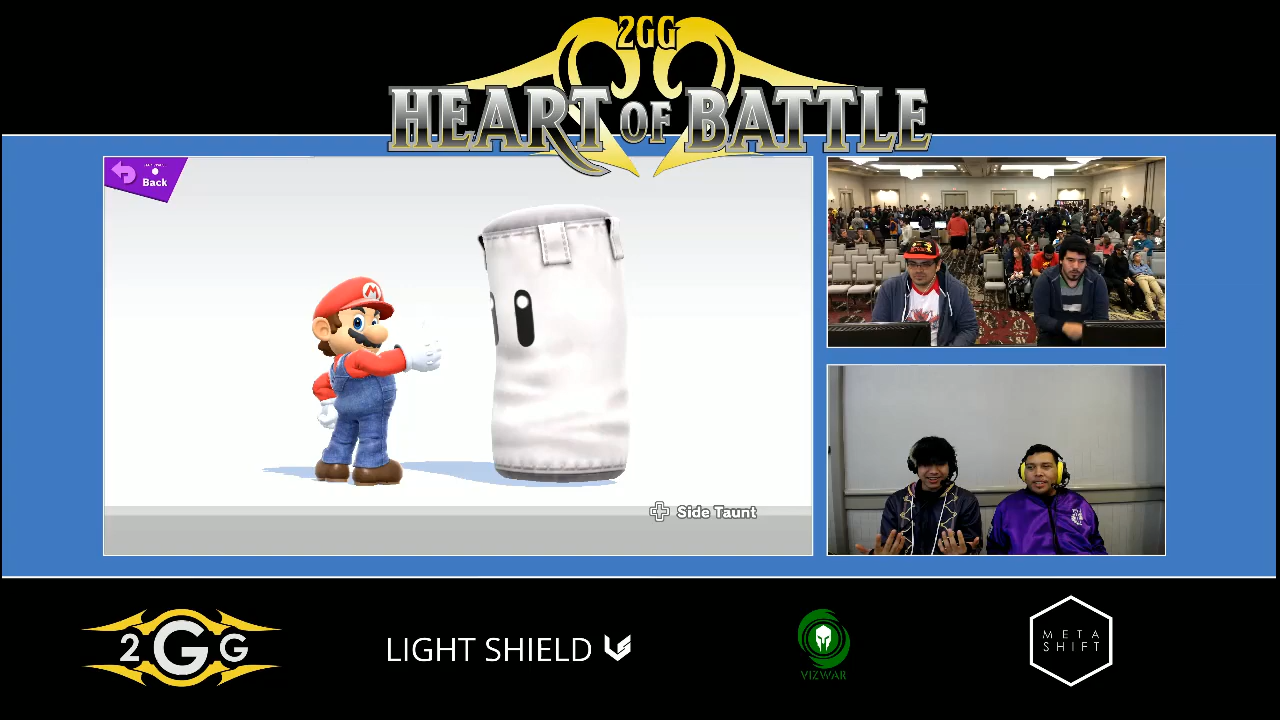 2GG
HEART OF BATTLE
Back
Side Taunt
2GG
LIGHT SHIELD
VIZWAR
META
SHIFT